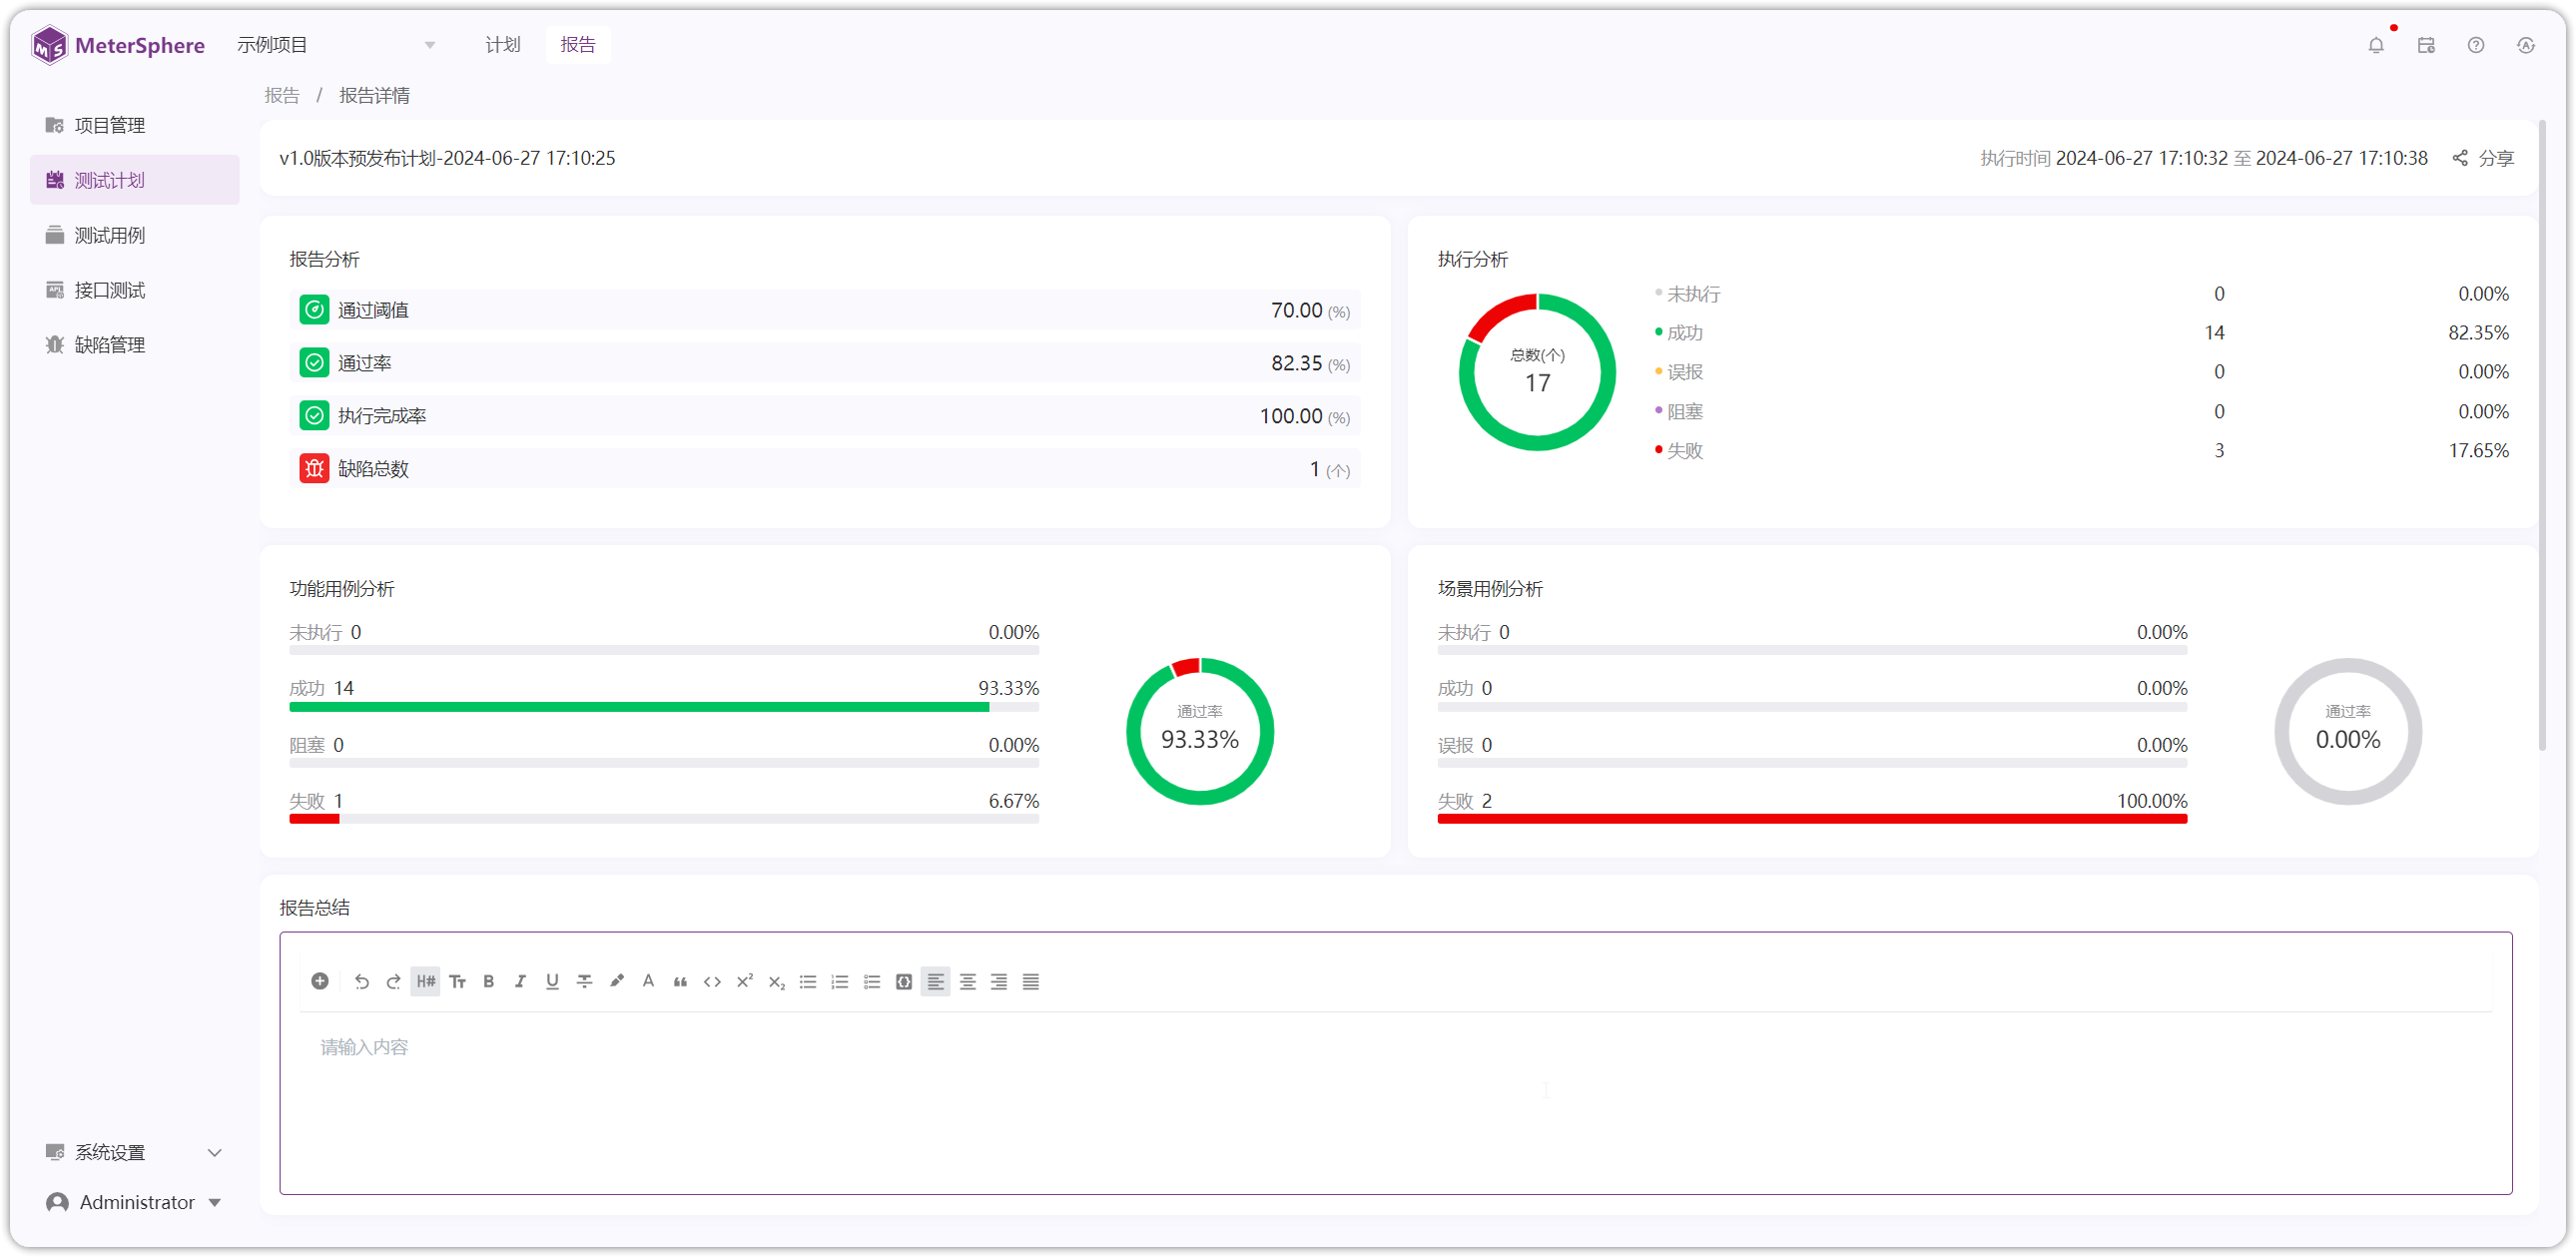 MeterSphere
示例项目
计划
报告
报告 / 报告详情
项目管理
测试计划
测试用例
接口测试
缺陷管理
系统设置
Administrator
v1.0版本预发布计划-2024-06-27 17:10:25
执行时间 2024-06-27 17:10:32 至 2024-06-27 17:10:38
分享
报告分析
通过阈值 70.00 (%)
通过率 82.35 (%)
执行完成率 100.00 (%)
缺陷总数 1 (个)
执行分析
总数(个)
17
未执行 0 0.00%
成功 14 82.35%
误报 0 0.00%
阻塞 0 0.00%
失败 3 17.65%
功能用例分析
未执行 0 0.00%
成功 14 93.33%
阻塞 0 0.00%
失败 1 6.67%
通过率
93.33%
场景用例分析
未执行 0 0.00%
成功 0 0.00%
误报 0 0.00%
失败 2 100.00%
通过率
0.00%
报告总结
H# Tт B I U A “ <> X² X₂
请输入内容